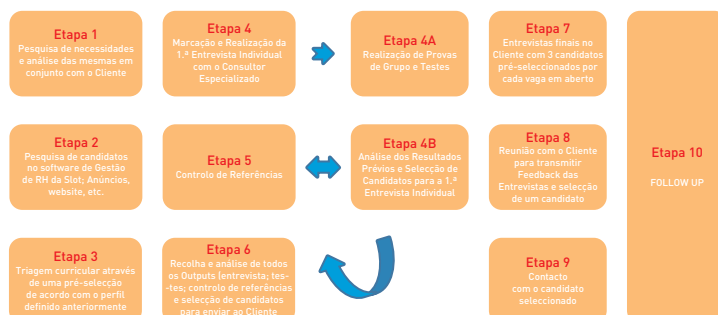 Etapa 1
Pesquisa de necessidades
e análise das mesmas em
conjunto com o Cliente
Etapa 2
Pesquisa de candidatos
no software de Gestão
de RH da Slot; Anúncios,
website, etc.
Etapa 3
Triagem curricular através
de uma pré-selecção
de acordo com o perfil
definido anteriormente
Etapa 4
Marcação e Realização da
1.ª Entrevista Individual
com o Consultor
Especializado
Etapa 4A
Realização de Provas
de Grupo e Testes
Etapa 4B
Análise dos Resultados
Prévios e Selecção de
Candidatos para a 1.ª
Entrevista Individual
Etapa 5
Controlo de Referências
Etapa 6
Recolha e análise de todos
os Outputs (entrevista; tes-
-tes; controlo de referências
e selecção de candidatos
para enviar ao Cliente
Etapa 7
Entrevistas finais no
Cliente com 3 candidatos
pré-seleccionados por
cada vaga em aberto
Etapa 8
Reunião com o Cliente
para transmitir
Feedback das
Entrevistas e selecção
de um candidato
Etapa 9
Contacto
com o candidato
seleccionado
Etapa 10
FOLLOW UP